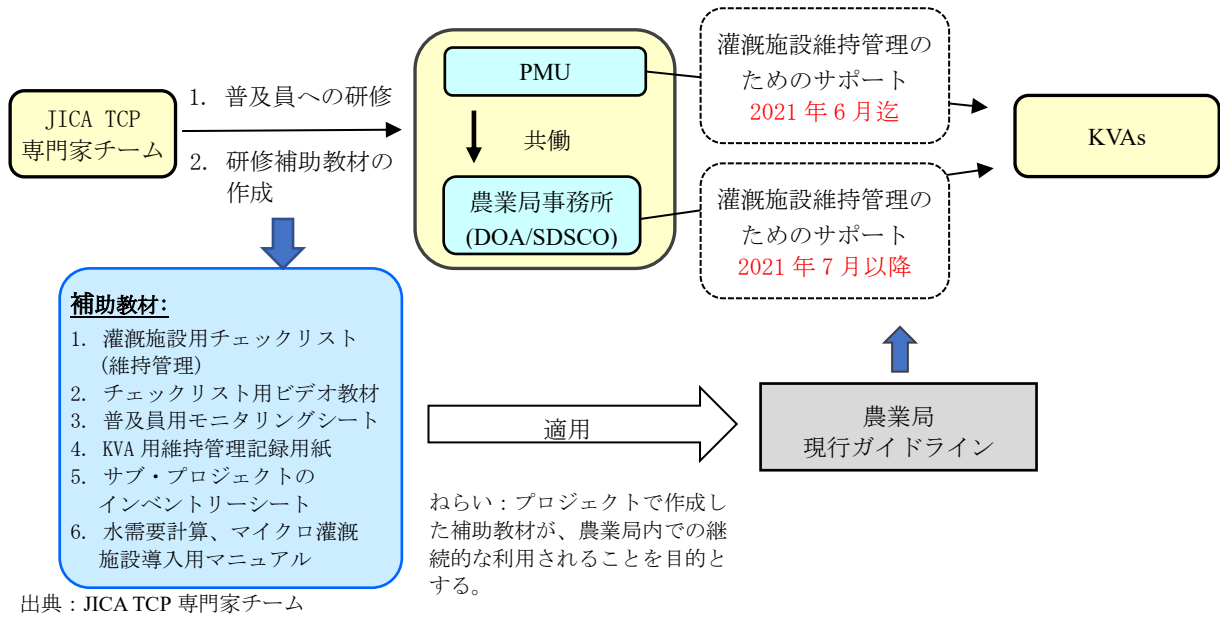 JICA TCP
専門家チーム
1. 普及員への研修
2. 研修補助教材の
作成
PMU
共働
農業局事務所
(DOA/SDSCO)
灌漑施設維持管理の
ためのサポート
2021 年 6 月迄
灌漑施設維持管理の
ためのサポート
2021 年 7 月以降
KVAs
補助教材:
1. 灌漑施設用チェックリスト
(維持管理)
2. チェックリスト用ビデオ教材
3. 普及員用モニタリングシート
4. KVA 用維持管理記録用紙
5. サブ・プロジェクトの
インベントリーシート
6. 水需要計算、マイクロ灌漑
施設導入用マニュアル
適用
農業局
現行ガイドライン
ねらい：プロジェクトで作成し
た補助教材が、農業局内での継
続的な利用されることを目的と
する。
出典：JICA TCP 専門家チーム